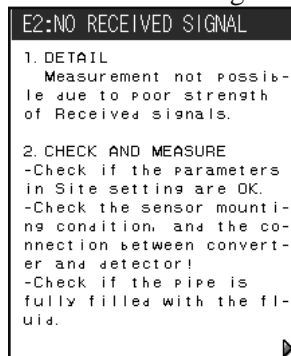 E2:NO RECEIVED SIGNAL
1. DETAIL
Measurement not possib-
le due to poor strength
of Received signals.
2. CHECK AND MEASURE
-Check if the parameters
in Site setting are OK.
-Check the sensor mounti-
ng condition, and the co-
nnection between convert-
er and detector!
-Check if the pipe is
fully filled with the fl-
uid.